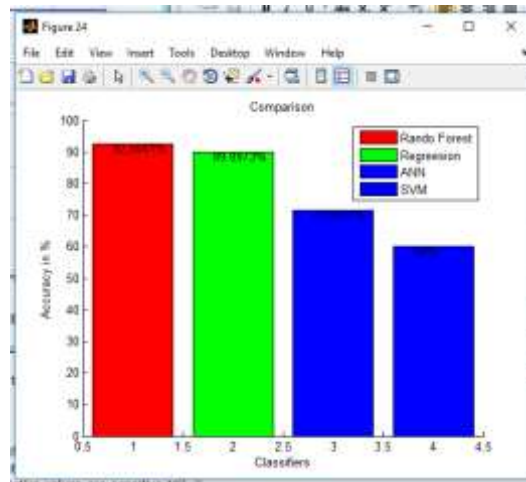 Figure 24
File Edit View Insert Tools Desktop Window Help
Comparison
100
90
80
70
60
50
40
30
20
10
0
Accuracy in %
Rando Forest
Regreesion
ANN
SVM
0.5 1 1.5 2 2.5 3 3.5 4 4.5
Classifiers